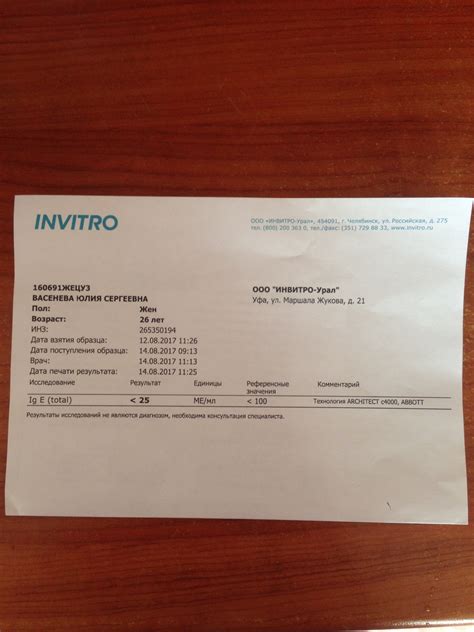 INVITRO
ООО «ИНВИТРО-Урал», 454091, г. Челябинск, ул. Российская, д. 275
тел. (800) 200 363 0, тел./факс: (351) 729 88 33, www.invitro.ru
160691ЖЕЦУЗ
ВАСЕНЕВА ЮЛИЯ СЕРГЕЕВНА
ООО "ИНВИТРО-Урал"
Уфа, ул. Маршала Жукова, д. 21
Пол: Жен
Возраст: 26 лет
ИНЗ: 265350194
Дата взятия образца: 12.08.2017 11:26
Дата поступления образца: 14.08.2017 09:13
Врач: 14.08.2017 11:13
Дата печати результата: 14.08.2017 11:25
Исследование Результат Единицы Референсные значения Комментарий
Ig E (total) < 25 МЕ/мл < 100 Технология ARCHITECT c4000, ABBOTT
Результаты исследований не являются диагнозом, необходима консультация специалиста.